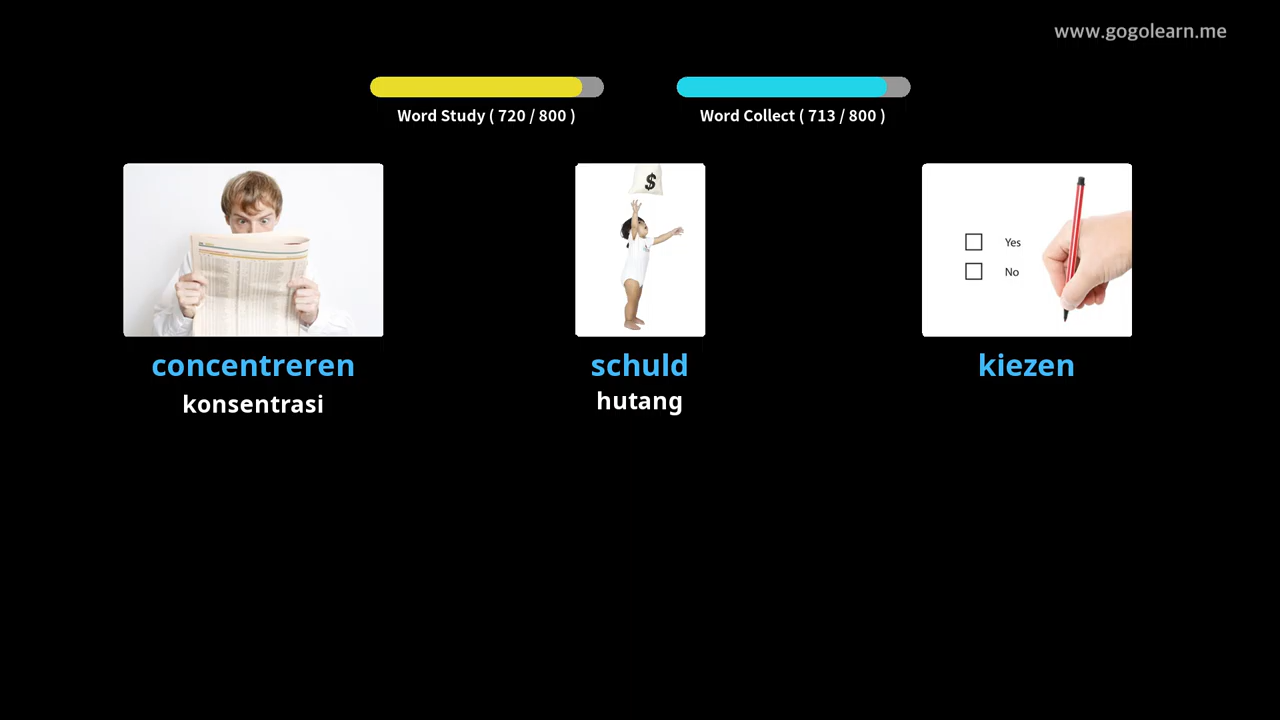 www.gogolearn.me
Word Study ( 720 / 800 )
Word Collect ( 713 / 800 )
$
Yes
No
concentreren
schuld
kiezen
konsentrasi
hutang